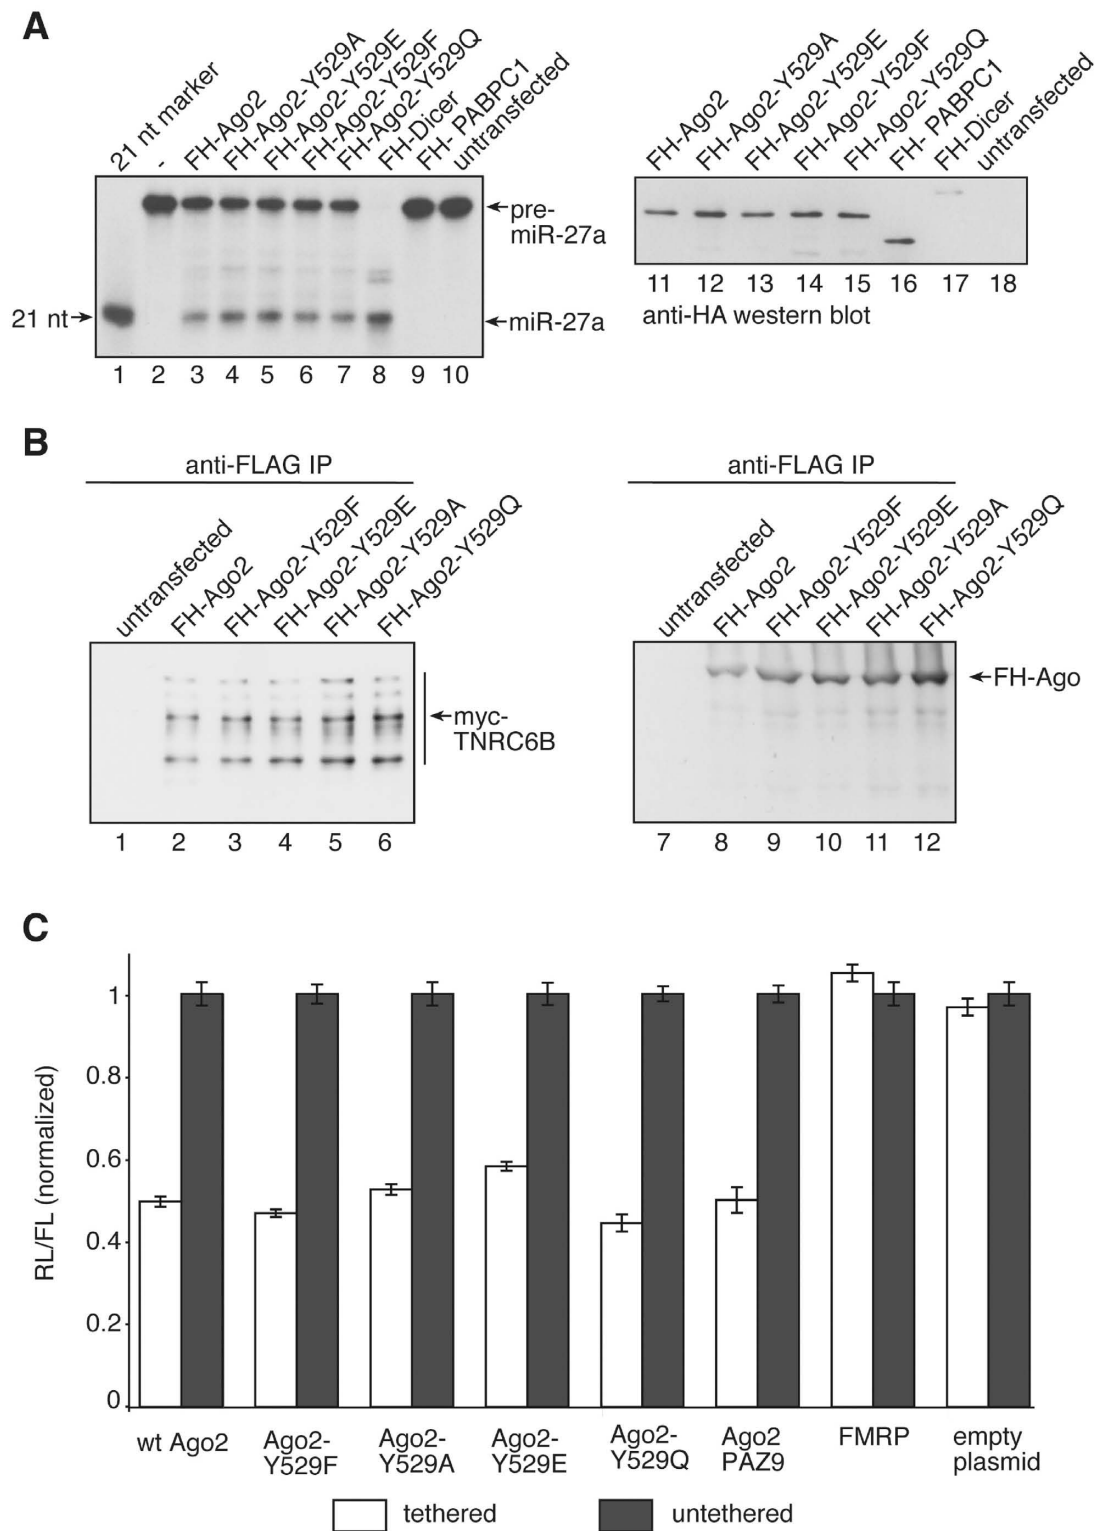 A
21 nt marker
-
FH-Ago2
FH-Ago2-Y529A
FH-Ago2-Y529E
FH-Ago2-Y529F
FH-Ago2-Y529Q
FH-Dicer
FH- PABPC1
untransfected
pre-
miR-27a
21 nt
miR-27a
1 2 3 4 5 6 7 8 9 10
FH-Ago2
FH-Ago2-Y529A
FH-Ago2-Y529E
FH-Ago2-Y529F
FH-Ago2-Y529Q
FH- PABPC1
FH-Dicer
untransfected
11 12 13 14 15 16 17 18
anti-HA western blot
B
anti-FLAG IP
untransfected
FH-Ago2
FH-Ago2-Y529F
FH-Ago2-Y529E
FH-Ago2-Y529A
FH-Ago2-Y529Q
myc-
TNRC6B
1 2 3 4 5 6
anti-FLAG IP
untransfected
FH-Ago2
FH-Ago2-Y529F
FH-Ago2-Y529E
FH-Ago2-Y529A
FH-Ago2-Y529Q
FH-Ago
7 8 9 10 11 12
C
RL/FL (normalized)
1
0.8
0.6
0.4
0.2
0
wt Ago2
Ago2-
Y529F
Ago2-
Y529A
Ago2-
Y529E
Ago2-
Y529Q
Ago2
PAZ9
FMRP
empty
plasmid
tethered
untethered